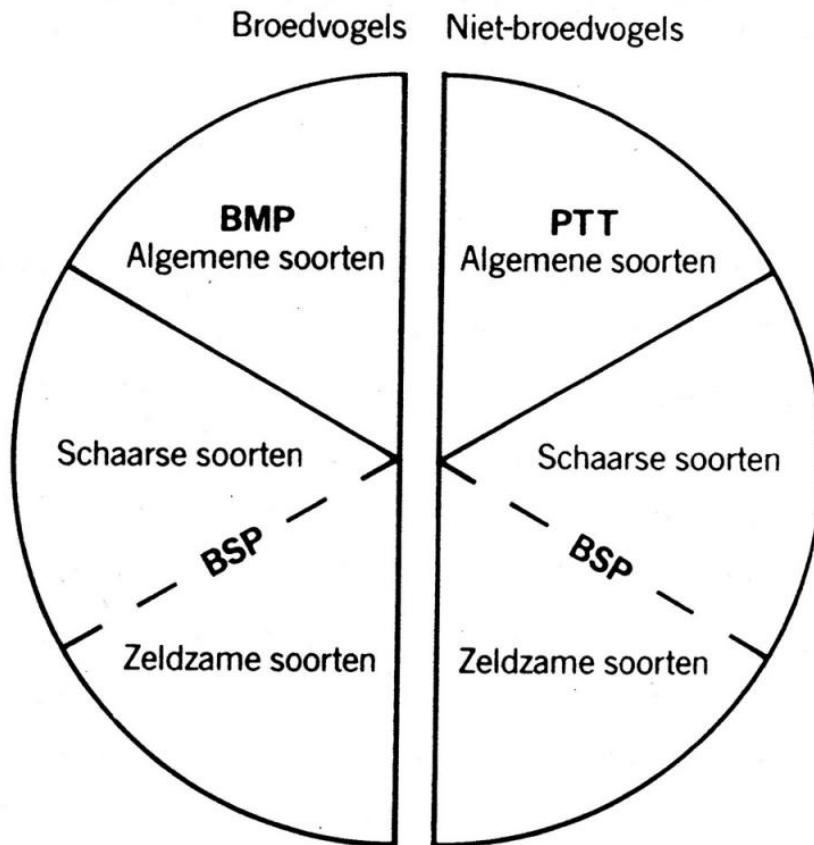 Broedvogels
Niet-broedvogels
BMP
Algemene soorten
PTT
Algemene soorten
Schaarse soorten
Schaarse soorten
BSP
BSP
Zeldzame soorten
Zeldzame soorten